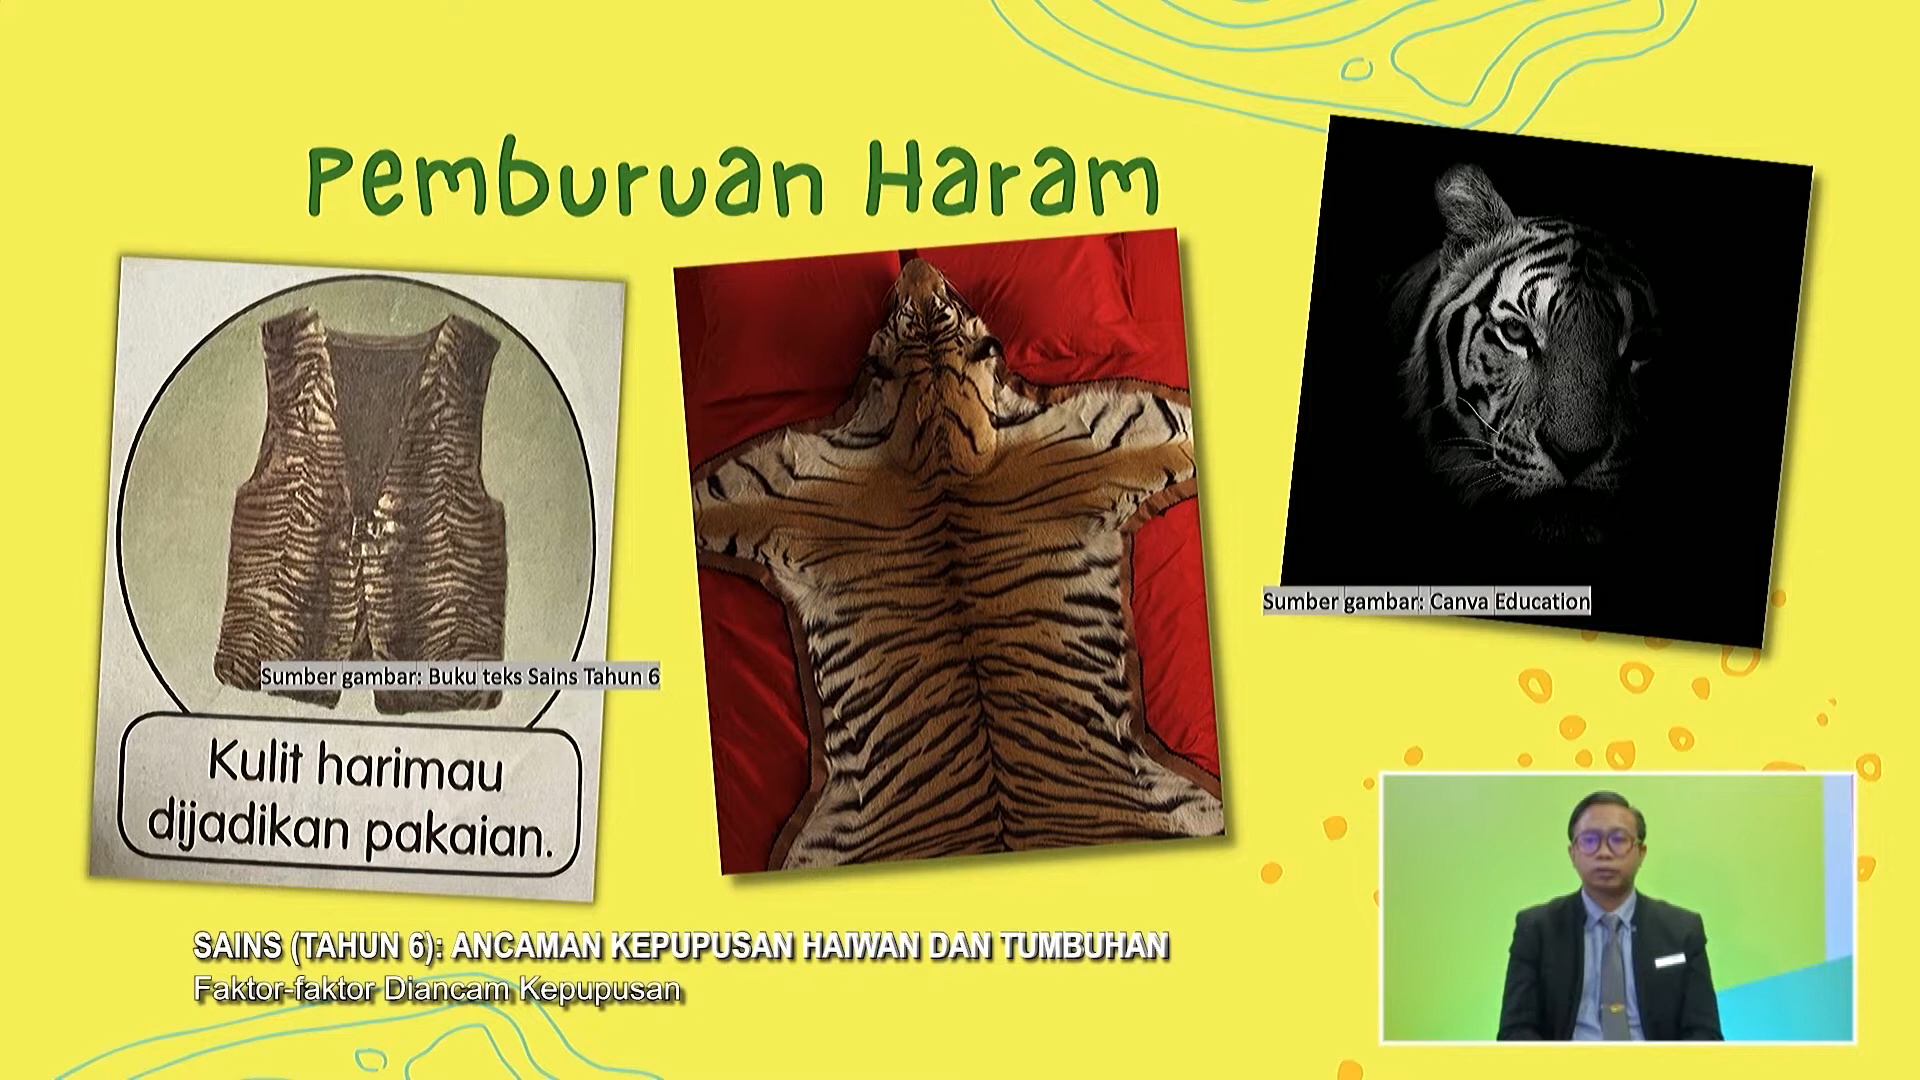 Pemburuan Haram
Sumber gambar: Buku teks Sains Tahun 6
Kulit harimau
dijadikan pakaian.
Sumber gambar: Canva Education
SAINS (TAHUN 6): ANCAMAN KEPUPUSAN HAIWAN DAN TUMBUHAN
Faktor-faktor Diancam Kepupusan